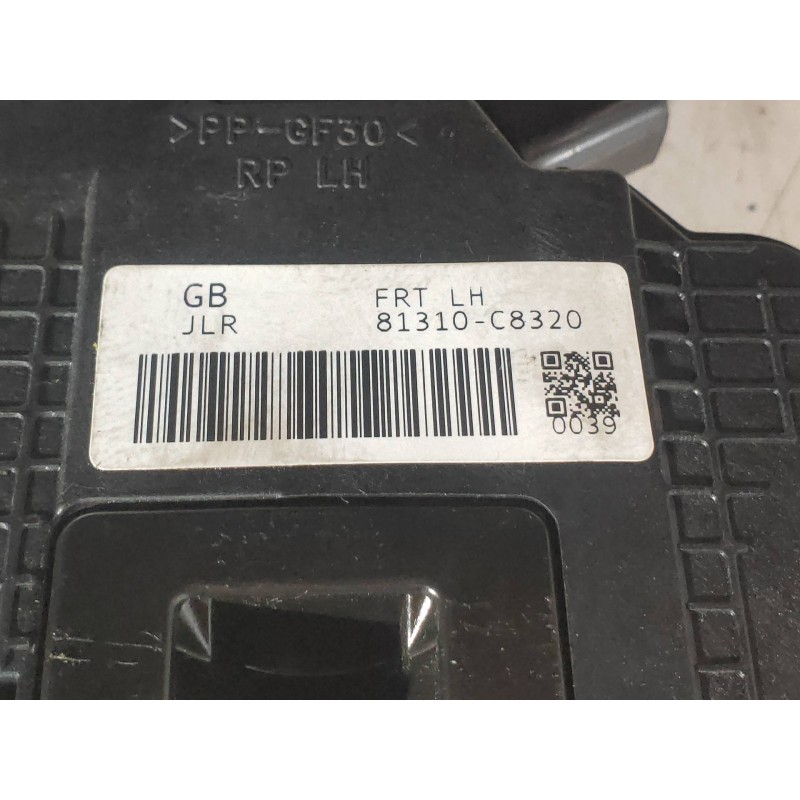 >PP-GF30<
RP LH
GB FRT LH
JLR 81310-C8320
0039